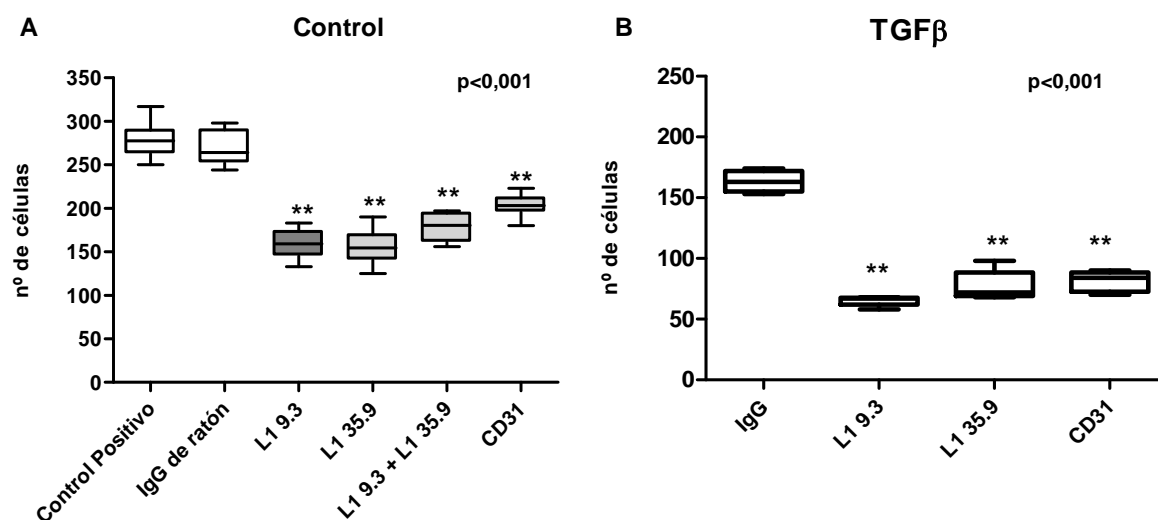 A
Control
p<0,001
nº de células
350
300
250
200
150
100
50
0
**
**
**
**
Control Positivo
IgG de ratón
L1 9.3
L1 35.9
L1 9.3 + L1 35.9
CD31
B
TGFβ
p<0,001
nº de células
250
200
150
100
50
0
**
**
**
IgG
L1 9.3
L1 35.9
CD31